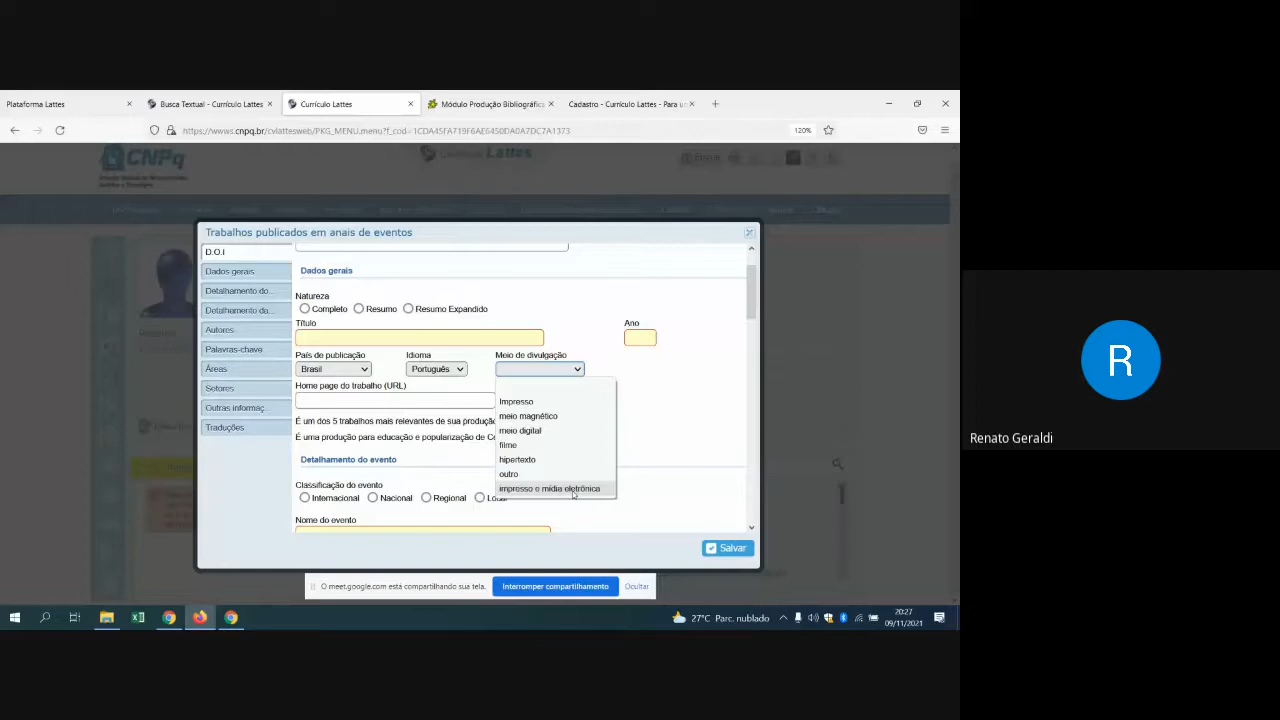 Plataforma Lattes
Busca Textual - Currículo Lattes
Currículo Lattes
Módulo Produção Bibliográfica
Cadastro - Currículo Lattes - Para u
https://wwws.cnpq.br/cvlattesweb/PKG_MENU.menu?f_cod=1CDA45FA719F6AE6450DA0A7DC7A1373
120%
CNPq
Lattes
Trabalhos publicados em anais de eventos
D.O.I
Dados gerais
Detalhamento do...
Detalhamento da...
Autores
Palavras-chave
Áreas
Setores
Outras informaç...
Traduções
Dados gerais
Natureza
Completo Resumo Resumo Expandido
Título Ano
País de publicação Idioma Meio de divulgação
Brasil Português
Home page do trabalho (URL)
Impresso
meio magnético
meio digital
filme
hipertexto
outro
impresso e mídia eletrônica
É um dos 5 trabalhos mais relevantes de sua produção
É uma produção para educação e popularização de C
Detalhamento do evento
Classificação do evento
Internacional Nacional Regional Local
Nome do evento
Salvar
O meet.google.com está compartilhando sua tela.
Interromper compartilhamento
Ocultar
27°C Parc. nublado
20:27
09/11/2021
R
Renato Geraldi